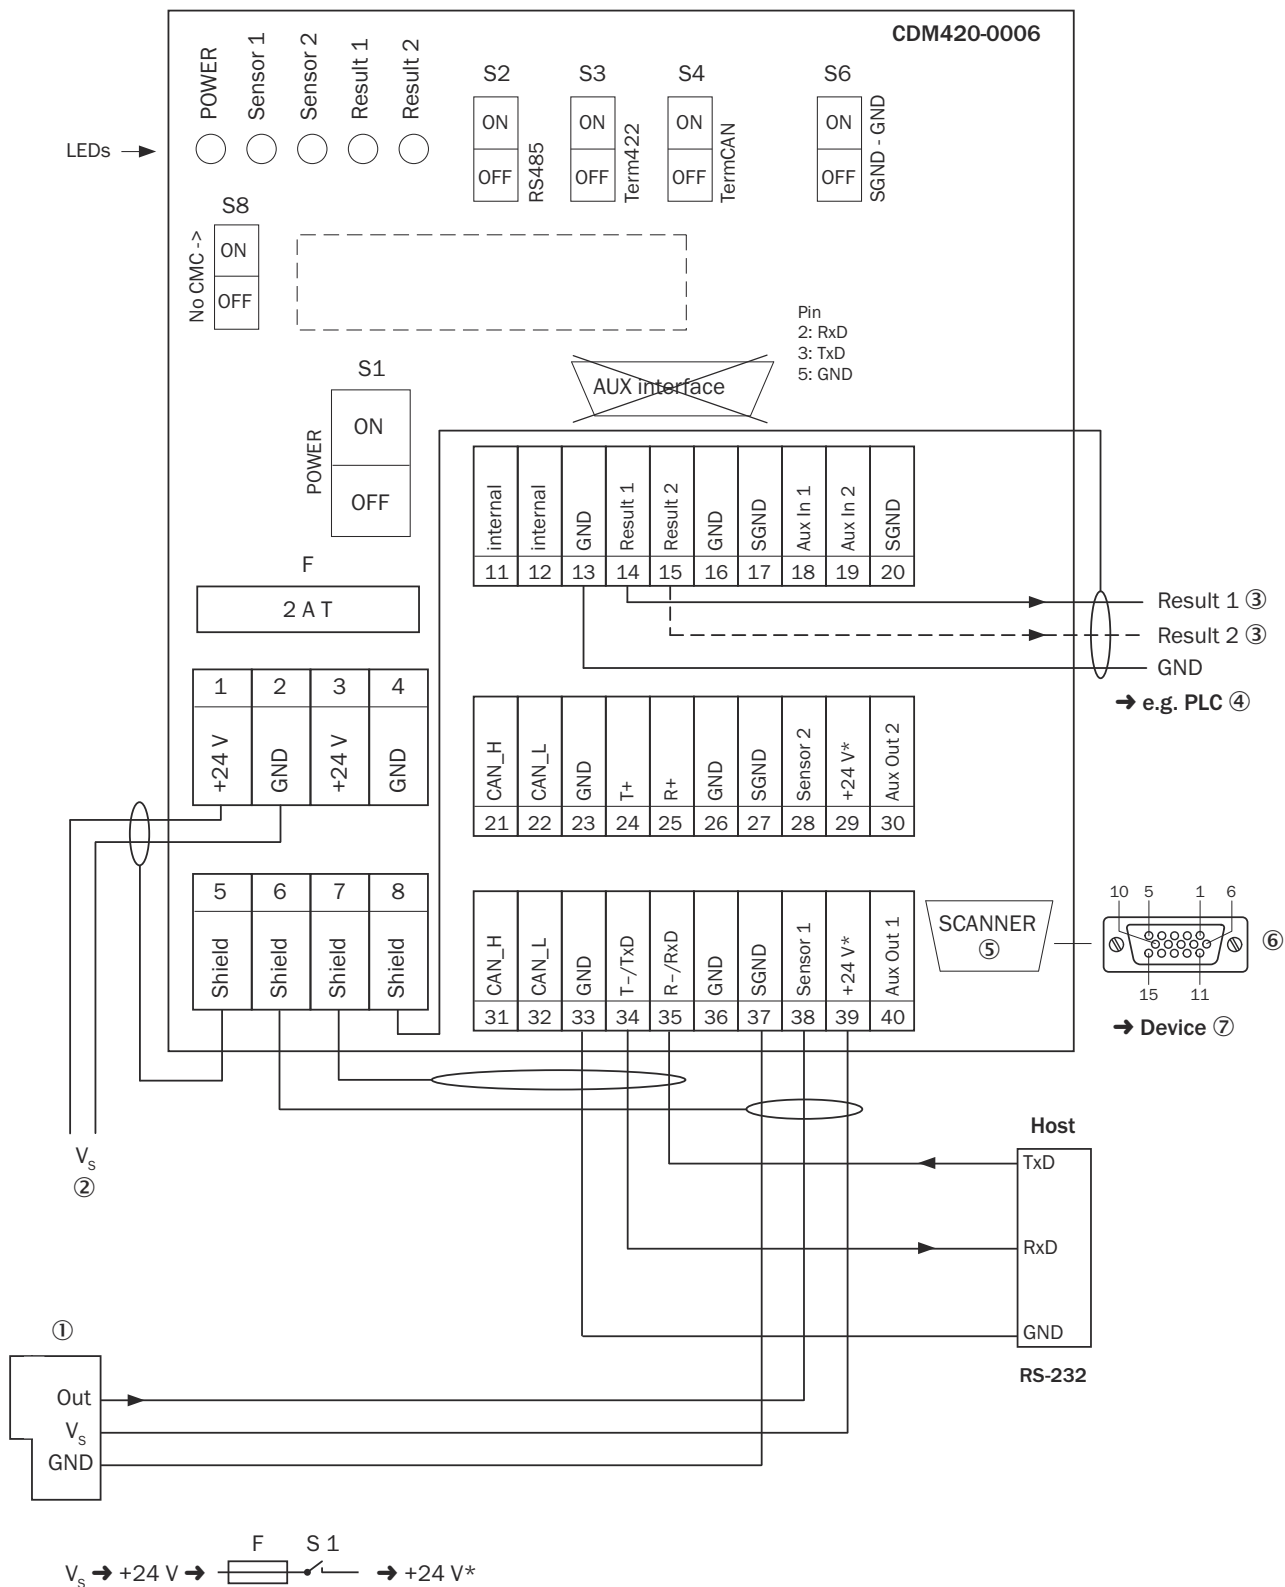 CDM420-0006
POWER
Sensor 1
Sensor 2
Result 1
Result 2
LEDs
S2
ON
OFF
RS485
S3
ON
OFF
Term422
S4
ON
OFF
TermCAN
S6
ON
OFF
SGND - GND
S8
ON
OFF
No CMC ->
Pin
2: RxD
3: TxD
5: GND
AUX interface
S1
POWER
ON
OFF
F
2 A T
internal internal GND Result 1 Result 2 GND SGND Aux In 1 Aux In 2 SGND
11 12 13 14 15 16 17 18 19 20
Result 1 ③
Result 2 ③
GND
➔ e.g. PLC ④
1 2 3 4
+24 V GND +24 V GND
CAN_H CAN_L GND T+ R+ GND SGND Sensor 2 +24 V* Aux Out 2
21 22 23 24 25 26 27 28 29 30
5 6 7 8
Shield Shield Shield Shield
CAN_H CAN_L GND T–/TxD R–/RxD GND SGND Sensor 1 +24 V* Aux Out 1
31 32 33 34 35 36 37 38 39 40
SCANNER
⑤
10 5 1 6
⑥
15 11
➔ Device ⑦
Vs
②
Host
TxD
RxD
GND
RS-232
①
Out
Vs
GND
F S 1
Vs ➔ +24 V ➔ ➔ +24 V*